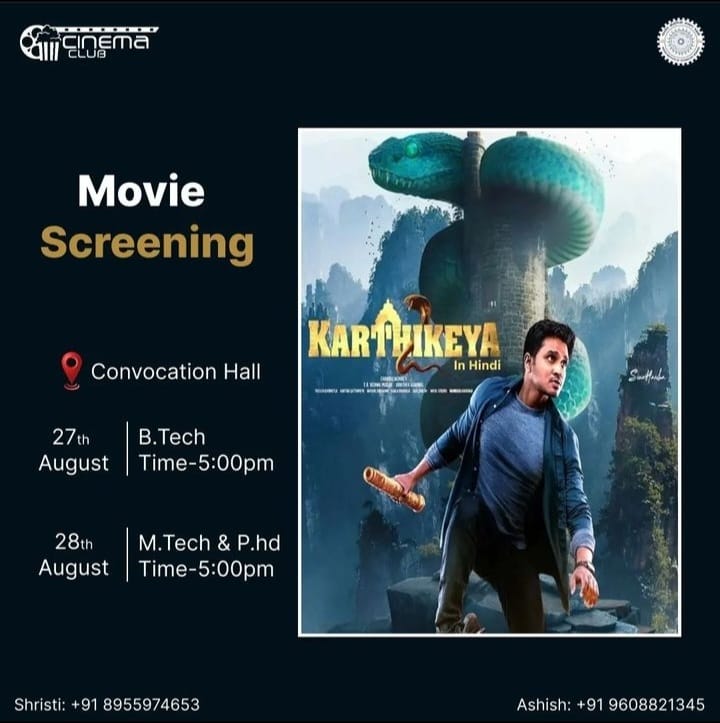 CINEMA
CLUB
Movie
Screening
Convocation Hall
27th
August
B.Tech
Time-5:00pm
28th
August
M.Tech & P.hd
Time-5:00pm
KARTHIKEYA
2
In Hindi
Shristi: +91 8955974653
Ashish: +91 9608821345